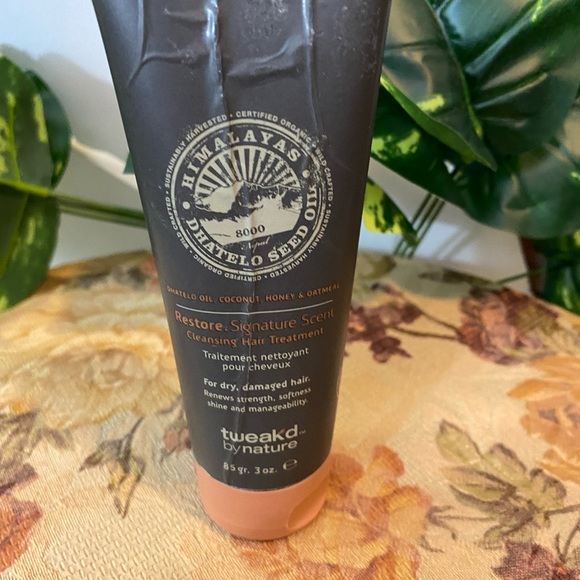 SUSTAINABLY HARVESTED • CERTIFIED ORGANIC
HIMALAYAS
8000
Nepal
DHATELO SEED OIL
DHATELO OIL, COCONUT, HONEY & OATMEAL
Restore. Signature Scent
Cleansing Hair Treatment
Traitement nettoyant
pour cheveux
For dry, damaged hair.
Renews strength, softness
shine and manageability.
tweak'd™
bynature
85gr. 3 oz. ℮